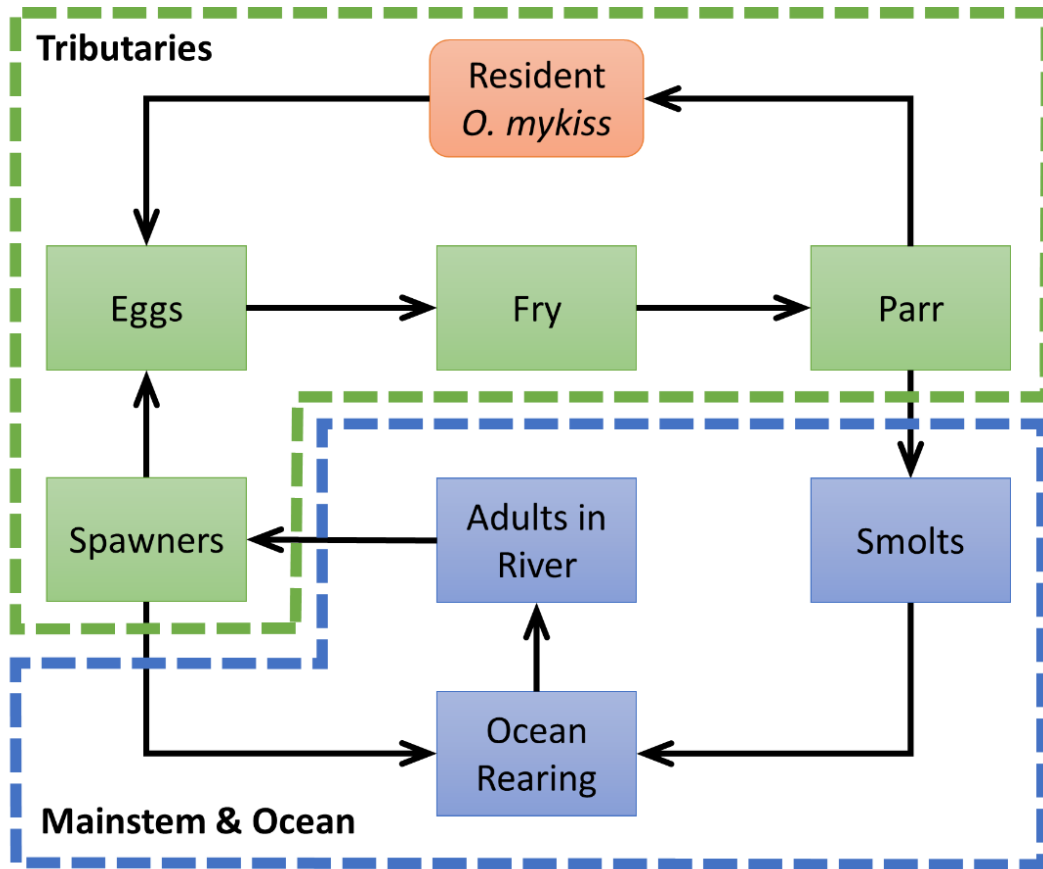 Tributaries
Resident
O. mykiss
Eggs
Fry
Parr
Spawners
Adults in
River
Smolts
Ocean
Rearing
Mainstem & Ocean